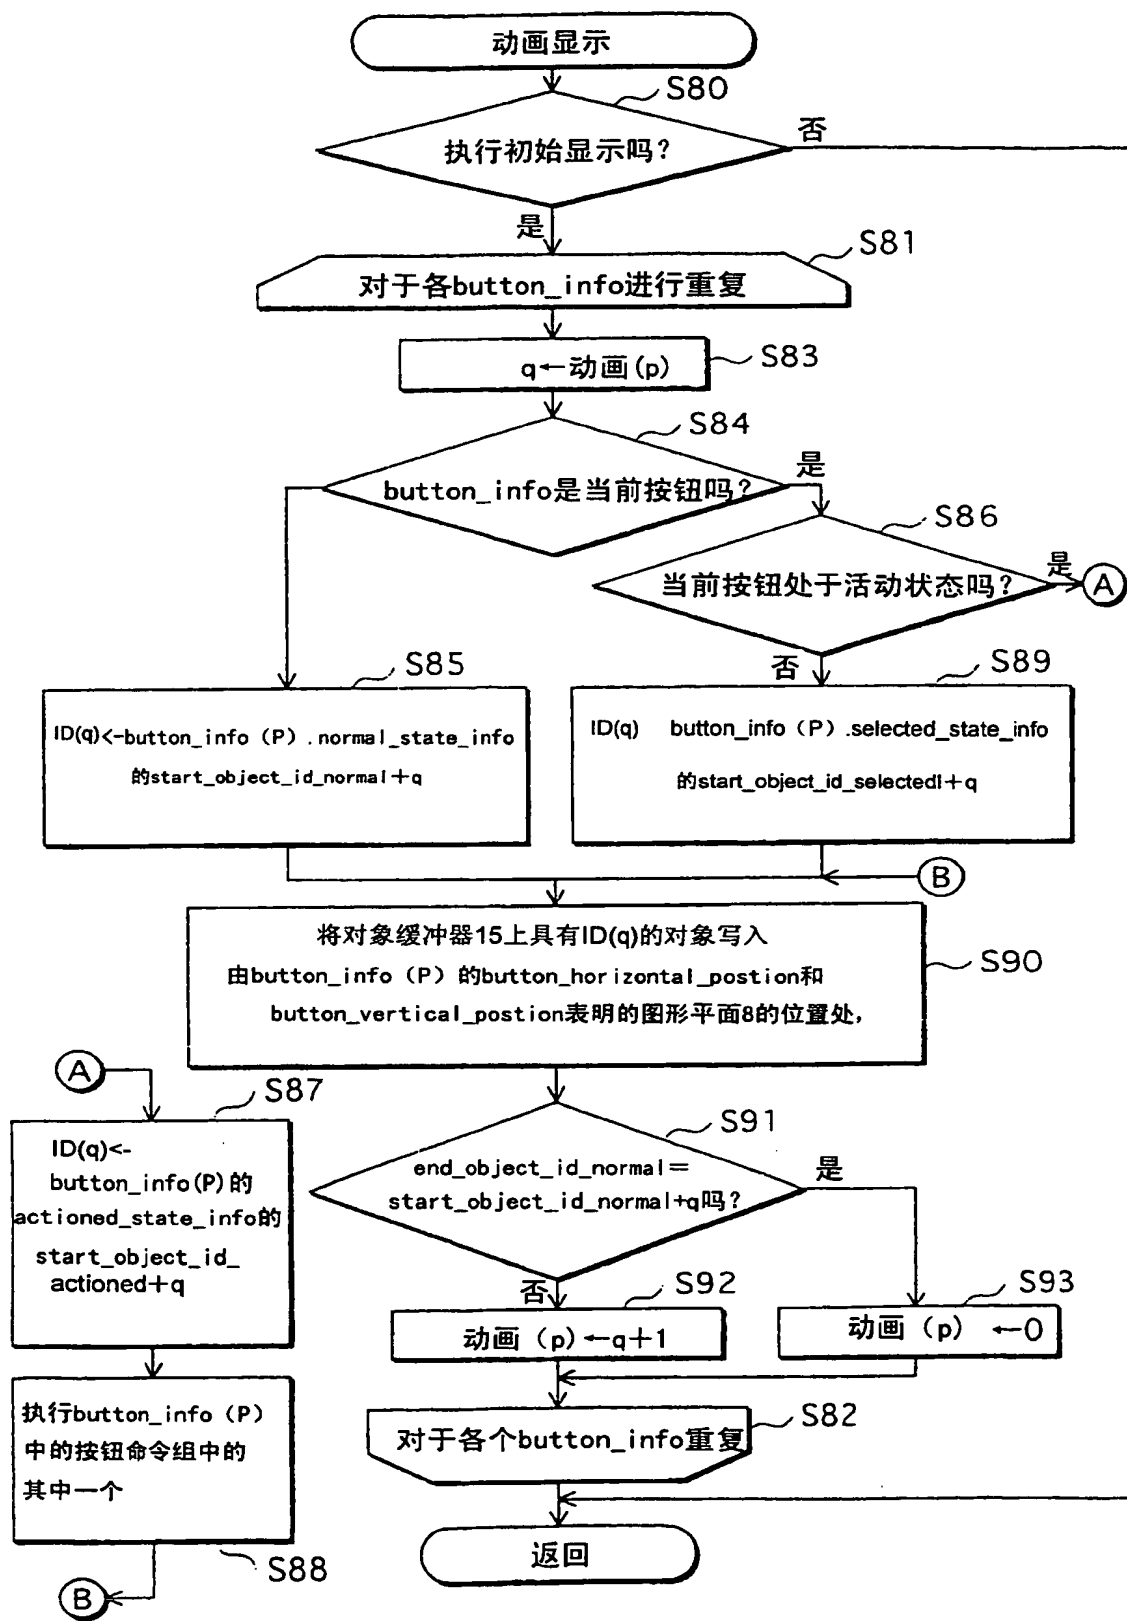 动画显示
S80
执行初始显示吗?
否
是
S81
对于各button_info进行重复
S83
q←动画(p)
S84
button_info是当前按钮吗?
是
S86
当前按钮处于活动状态吗?
是
A
否
S85
ID(q)<-button_info (P).normal_state_info
的start_object_id_normal+q
S89
ID(q) button_info (P).selected_state_info
的start_object_id_selectedl+q
B
将对象缓冲器15上具有ID(q)的对象写入
由button_info (P) 的button_horizontal_postion和
button_vertical_postion表明的图形平面8的位置处,
S90
A
S87
ID(q)<-
button_info(P)的
actioned_state_info的
start_object_id_
actioned+q
S91
end_object_id_normal=
start_object_id_normal+q吗?
是
否
S92
动画 (p)←q+1
S93
动画 (p) ←0
执行button_info (P)
中的按钮命令组中的
其中一个
S88
B
S82
对于各个button_info重复
返回